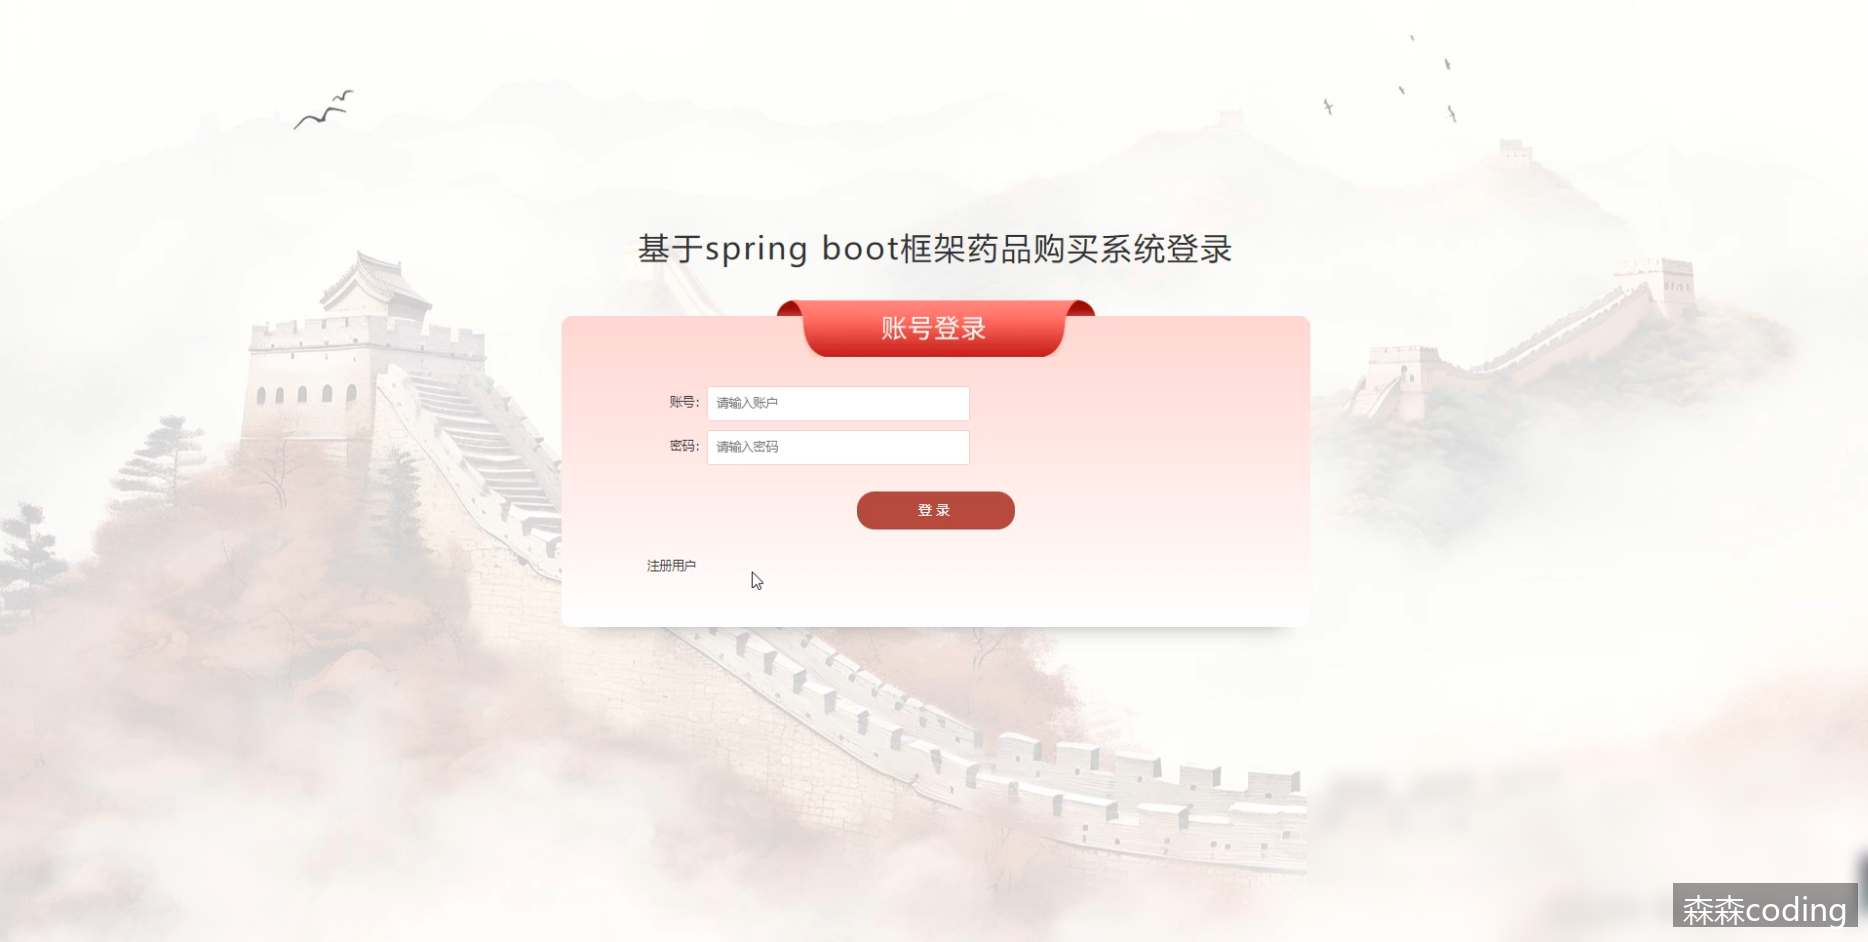 基于spring boot框架药品购买系统登录
账号登录
账号: 请输入账户
密码: 请输入密码
登 录
注册用户
森森coding